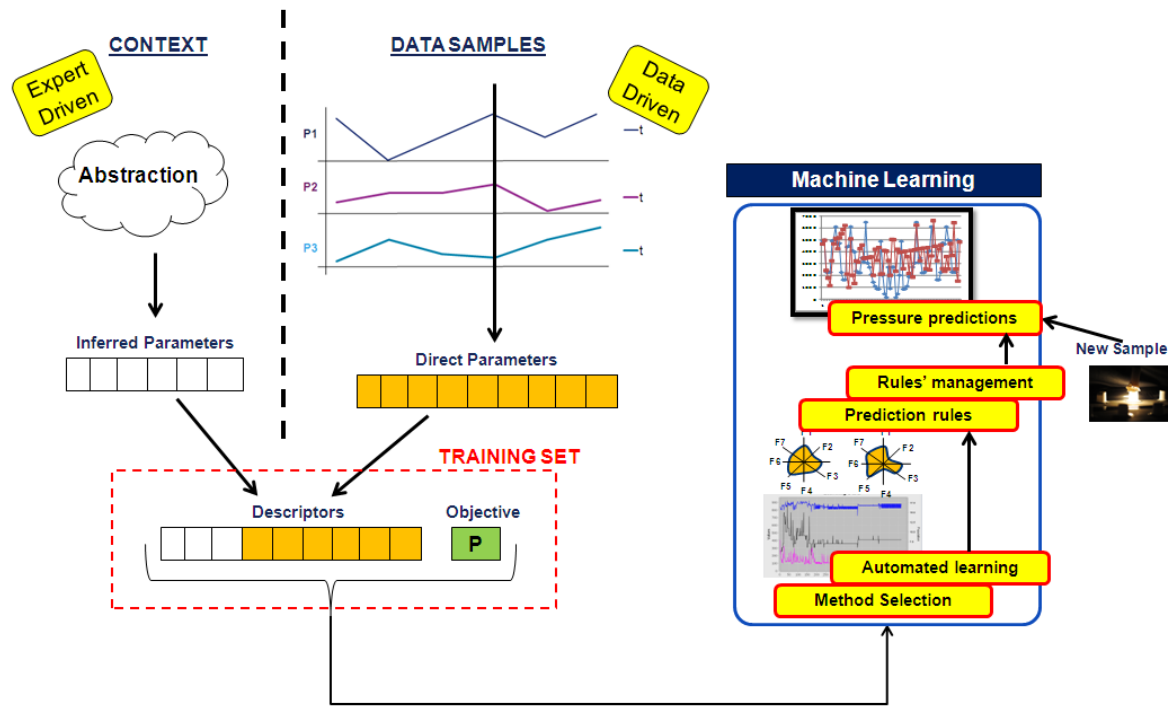 CONTEXT
DATA SAMPLES
Expert
Driven
Data
Driven
Abstraction
P1
t
P2
t
P3
t
Inferred Parameters
Direct Parameters
TRAINING SET
Descriptors
Objective
P
Machine Learning
Pressure predictions
New Sample
Rules' management
Prediction rules
F7
F2
F6
F3
F5
F4
F7
F2
F6
F3
F5
F4
Automated learning
Method Selection